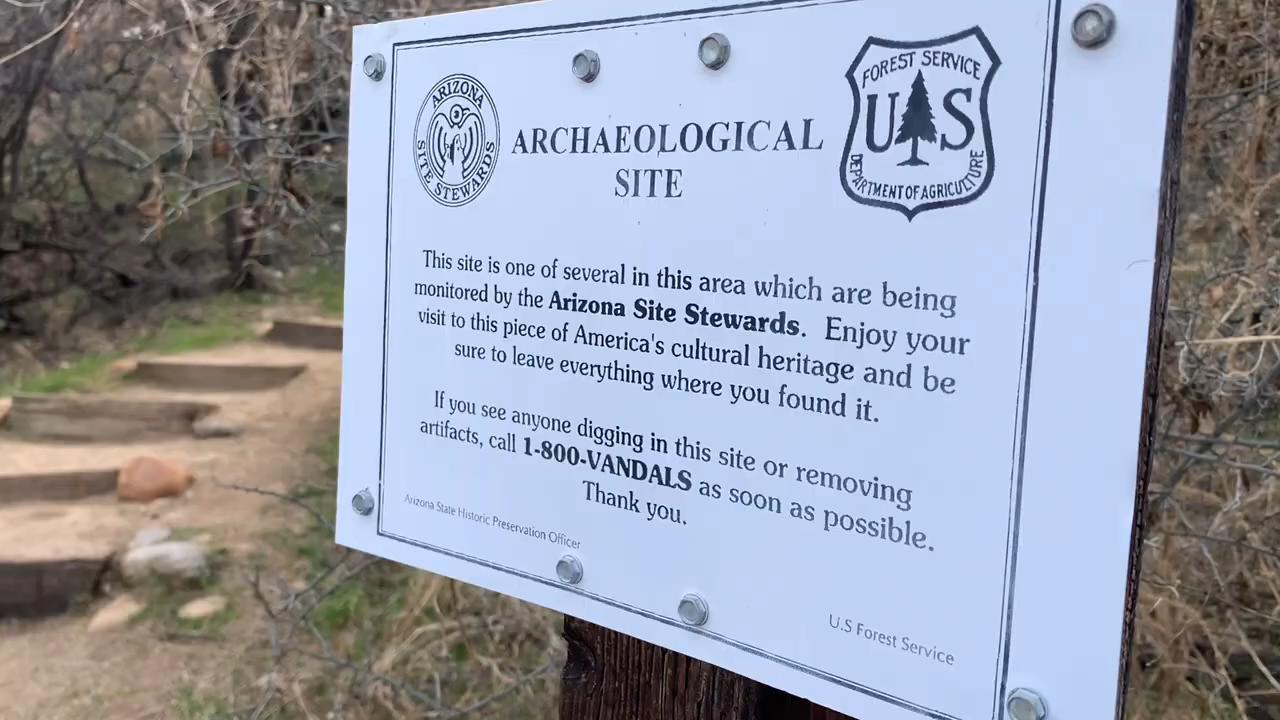 ARIZONA
SITE STEWARDS
ARCHAEOLOGICAL
SITE
FOREST SERVICE
US
DEPARTMENT OF AGRICULTURE
This site is one of several in this area which are being
monitored by the Arizona Site Stewards. Enjoy your
visit to this piece of America's cultural heritage and be
sure to leave everything where you found it.
If you see anyone digging in this site or removing
artifacts, call 1-800-VANDALS as soon as possible.
Thank you.
Arizona State Historic Preservation Officer
U.S Forest Service